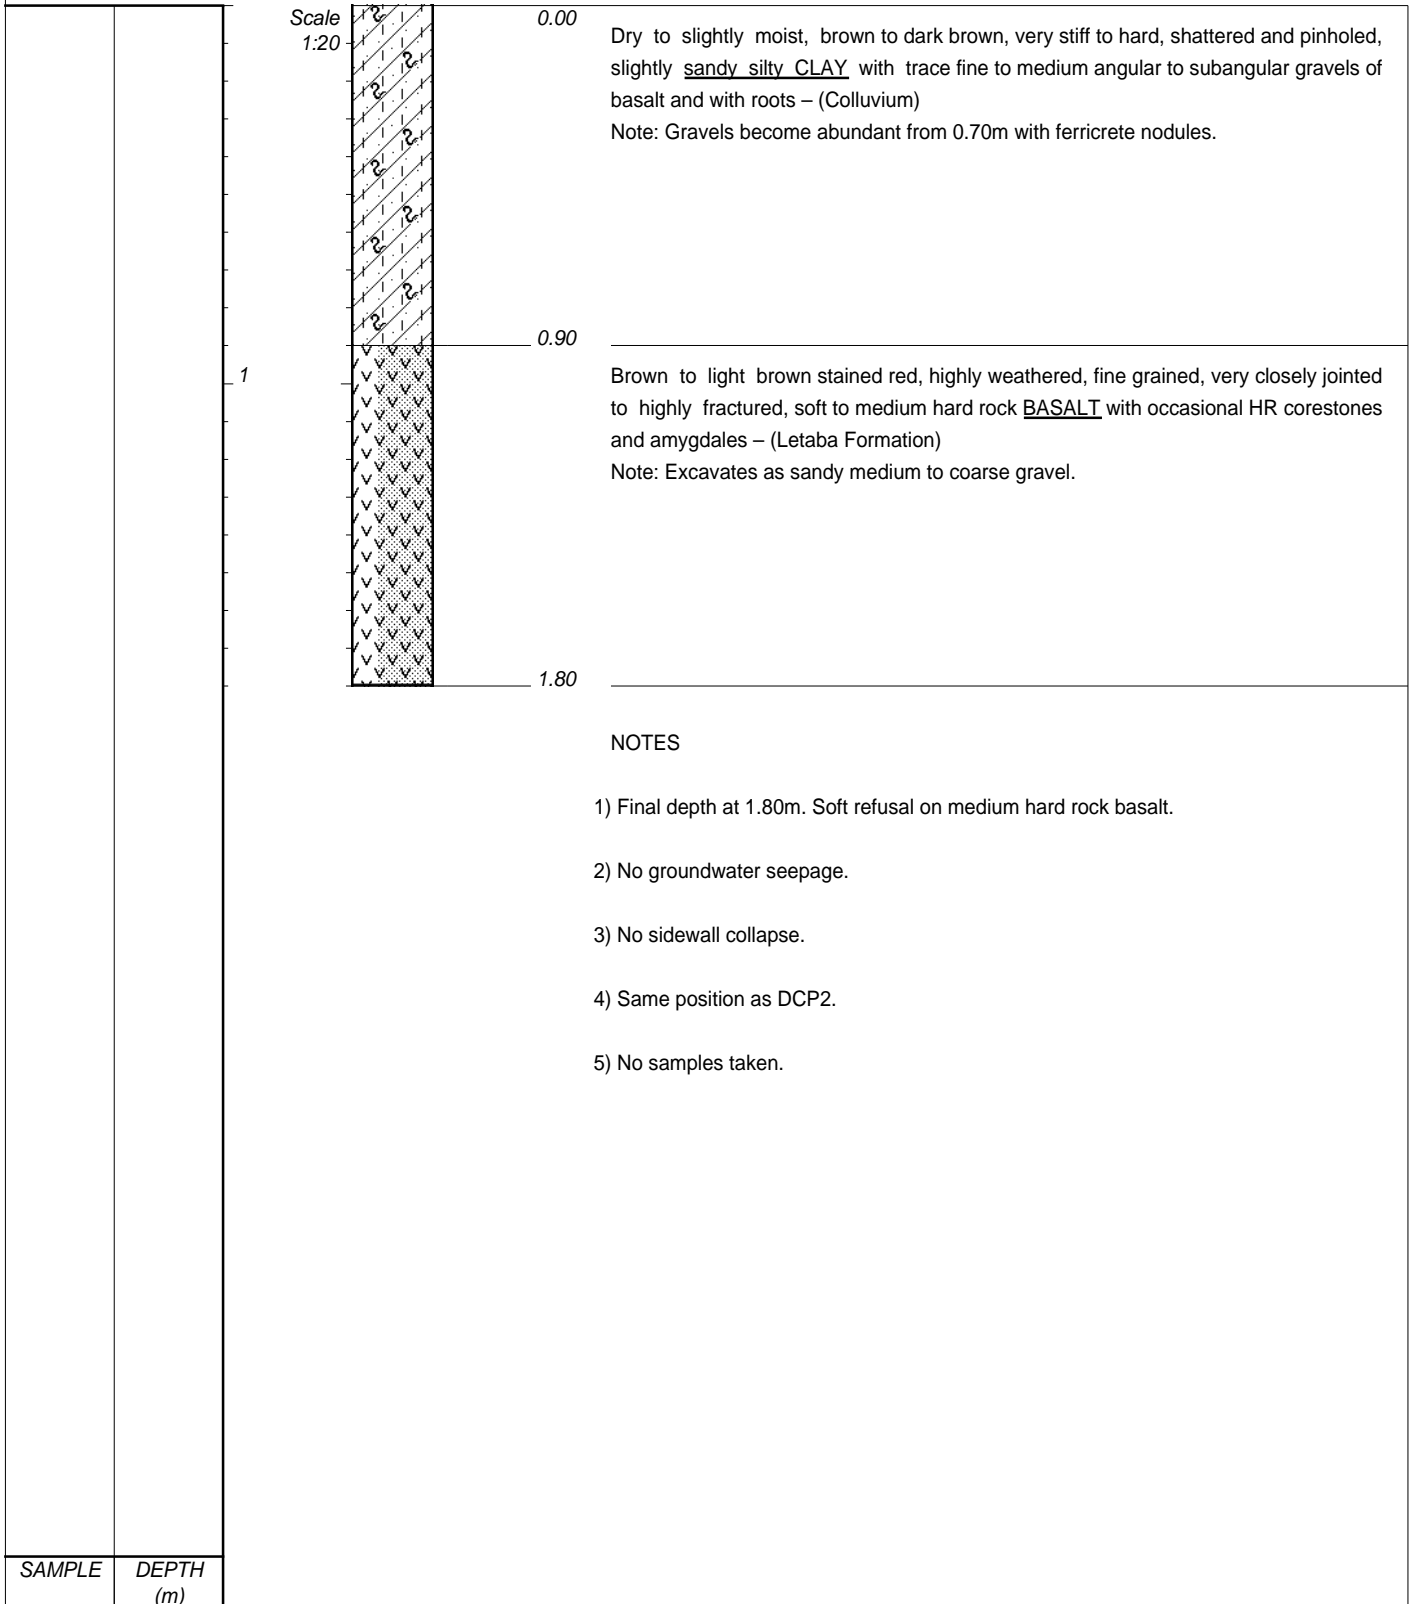 Scale
1:20
0.00
Dry to slightly moist, brown to dark brown, very stiff to hard, shattered and pinholed,
slightly sandy silty CLAY with trace fine to medium angular to subangular gravels of
basalt and with roots – (Colluvium)
Note: Gravels become abundant from 0.70m with ferricrete nodules.
0.90
1
Brown to light brown stained red, highly weathered, fine grained, very closely jointed
to highly fractured, soft to medium hard rock BASALT with occasional HR corestones
and amygdales – (Letaba Formation)
Note: Excavates as sandy medium to coarse gravel.
1.80
NOTES
1) Final depth at 1.80m. Soft refusal on medium hard rock basalt.
2) No groundwater seepage.
3) No sidewall collapse.
4) Same position as DCP2.
5) No samples taken.
SAMPLE DEPTH
(m)